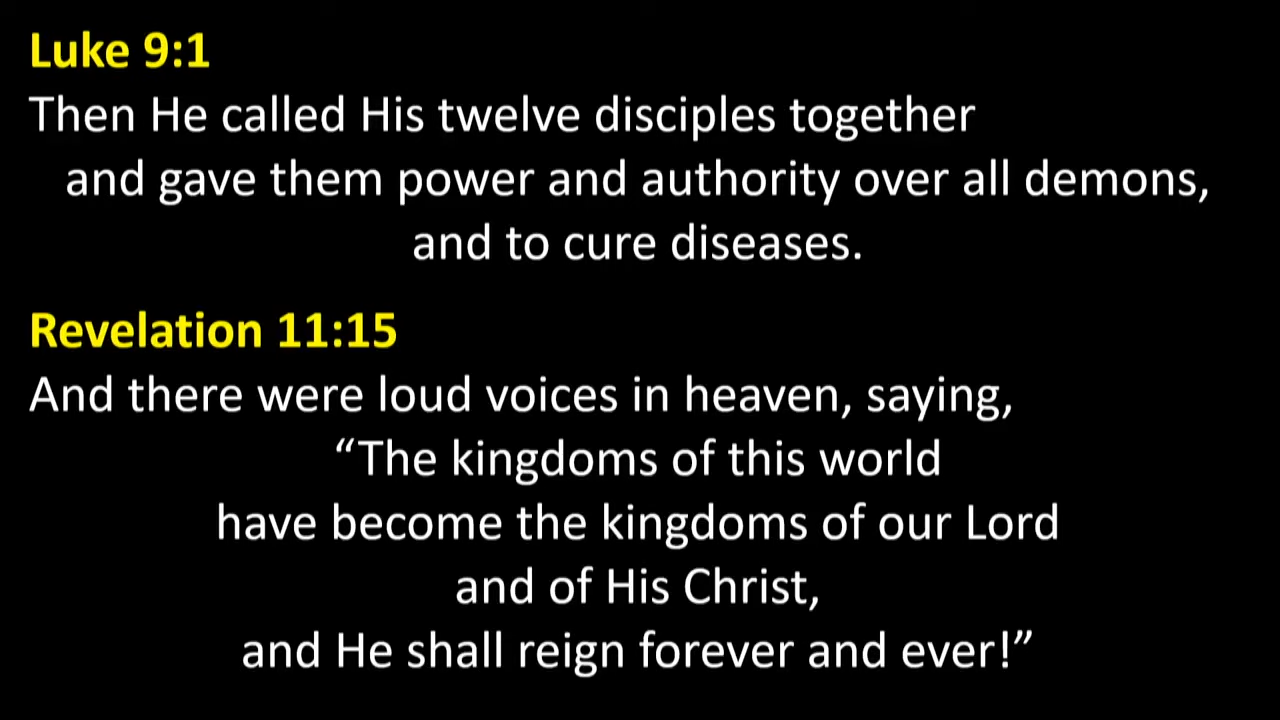 Luke 9:1
Then He called His twelve disciples together
and gave them power and authority over all demons,
and to cure diseases.
Revelation 11:15
And there were loud voices in heaven, saying,
“The kingdoms of this world
have become the kingdoms of our Lord
and of His Christ,
and He shall reign forever and ever!”